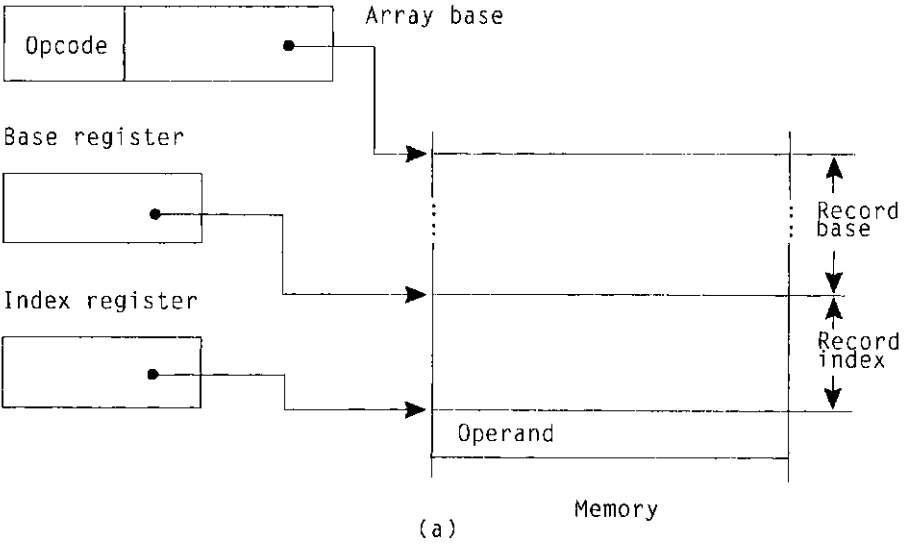 Array base
Opcode
Base register
Record
base
Index register
Record
index
Operand
Memory
(a)